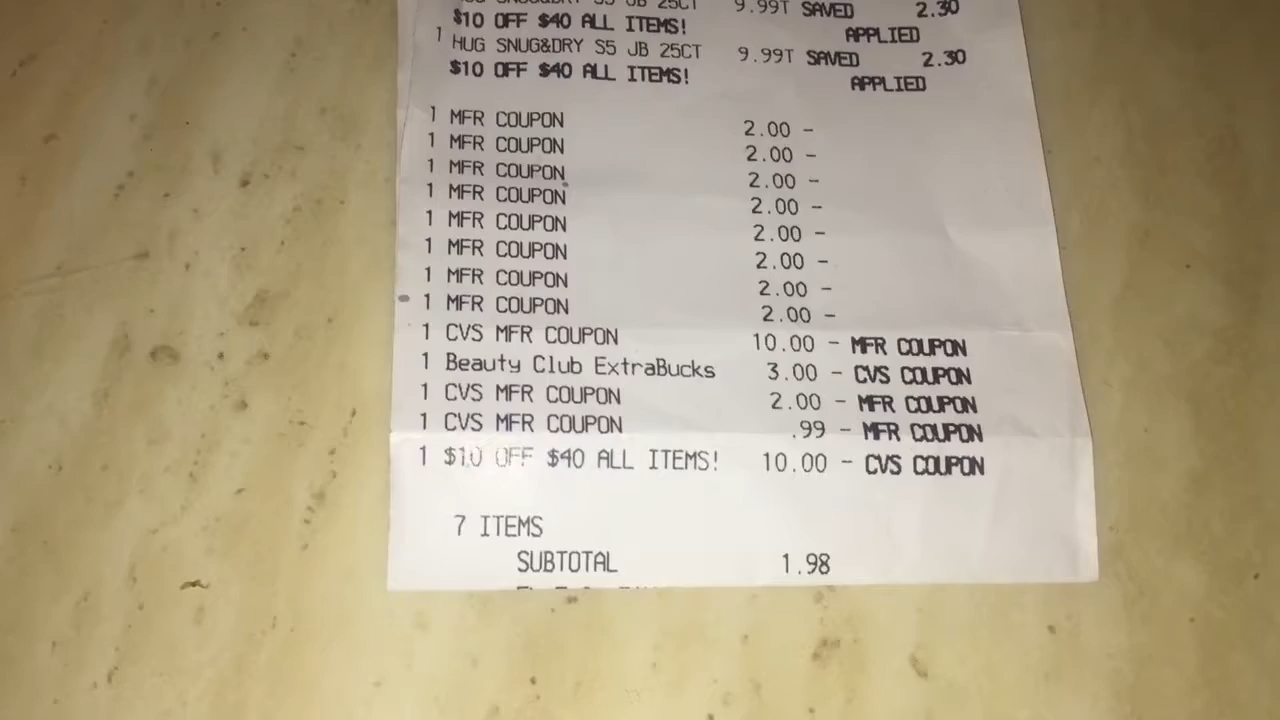 SNUG&DRY S5 JB 25CT 9.99T SAVED 2.30
$10 OFF $40 ALL ITEMS! APPLIED
1 HUG SNUG&DRY S5 JB 25CT 9.99T SAVED 2.30
$10 OFF $40 ALL ITEMS! APPLIED
1 MFR COUPON 2.00 -
1 MFR COUPON 2.00 -
1 MFR COUPON 2.00 -
1 MFR COUPON 2.00 -
1 MFR COUPON 2.00 -
1 MFR COUPON 2.00 -
1 MFR COUPON 2.00 -
1 MFR COUPON 2.00 -
1 CVS MFR COUPON 10.00 - MFR COUPON
1 Beauty Club ExtraBucks 3.00 - CVS COUPON
1 CVS MFR COUPON 2.00 - MFR COUPON
1 CVS MFR COUPON .99 - MFR COUPON
1 $10 OFF $40 ALL ITEMS! 10.00 - CVS COUPON
7 ITEMS
SUBTOTAL 1.98